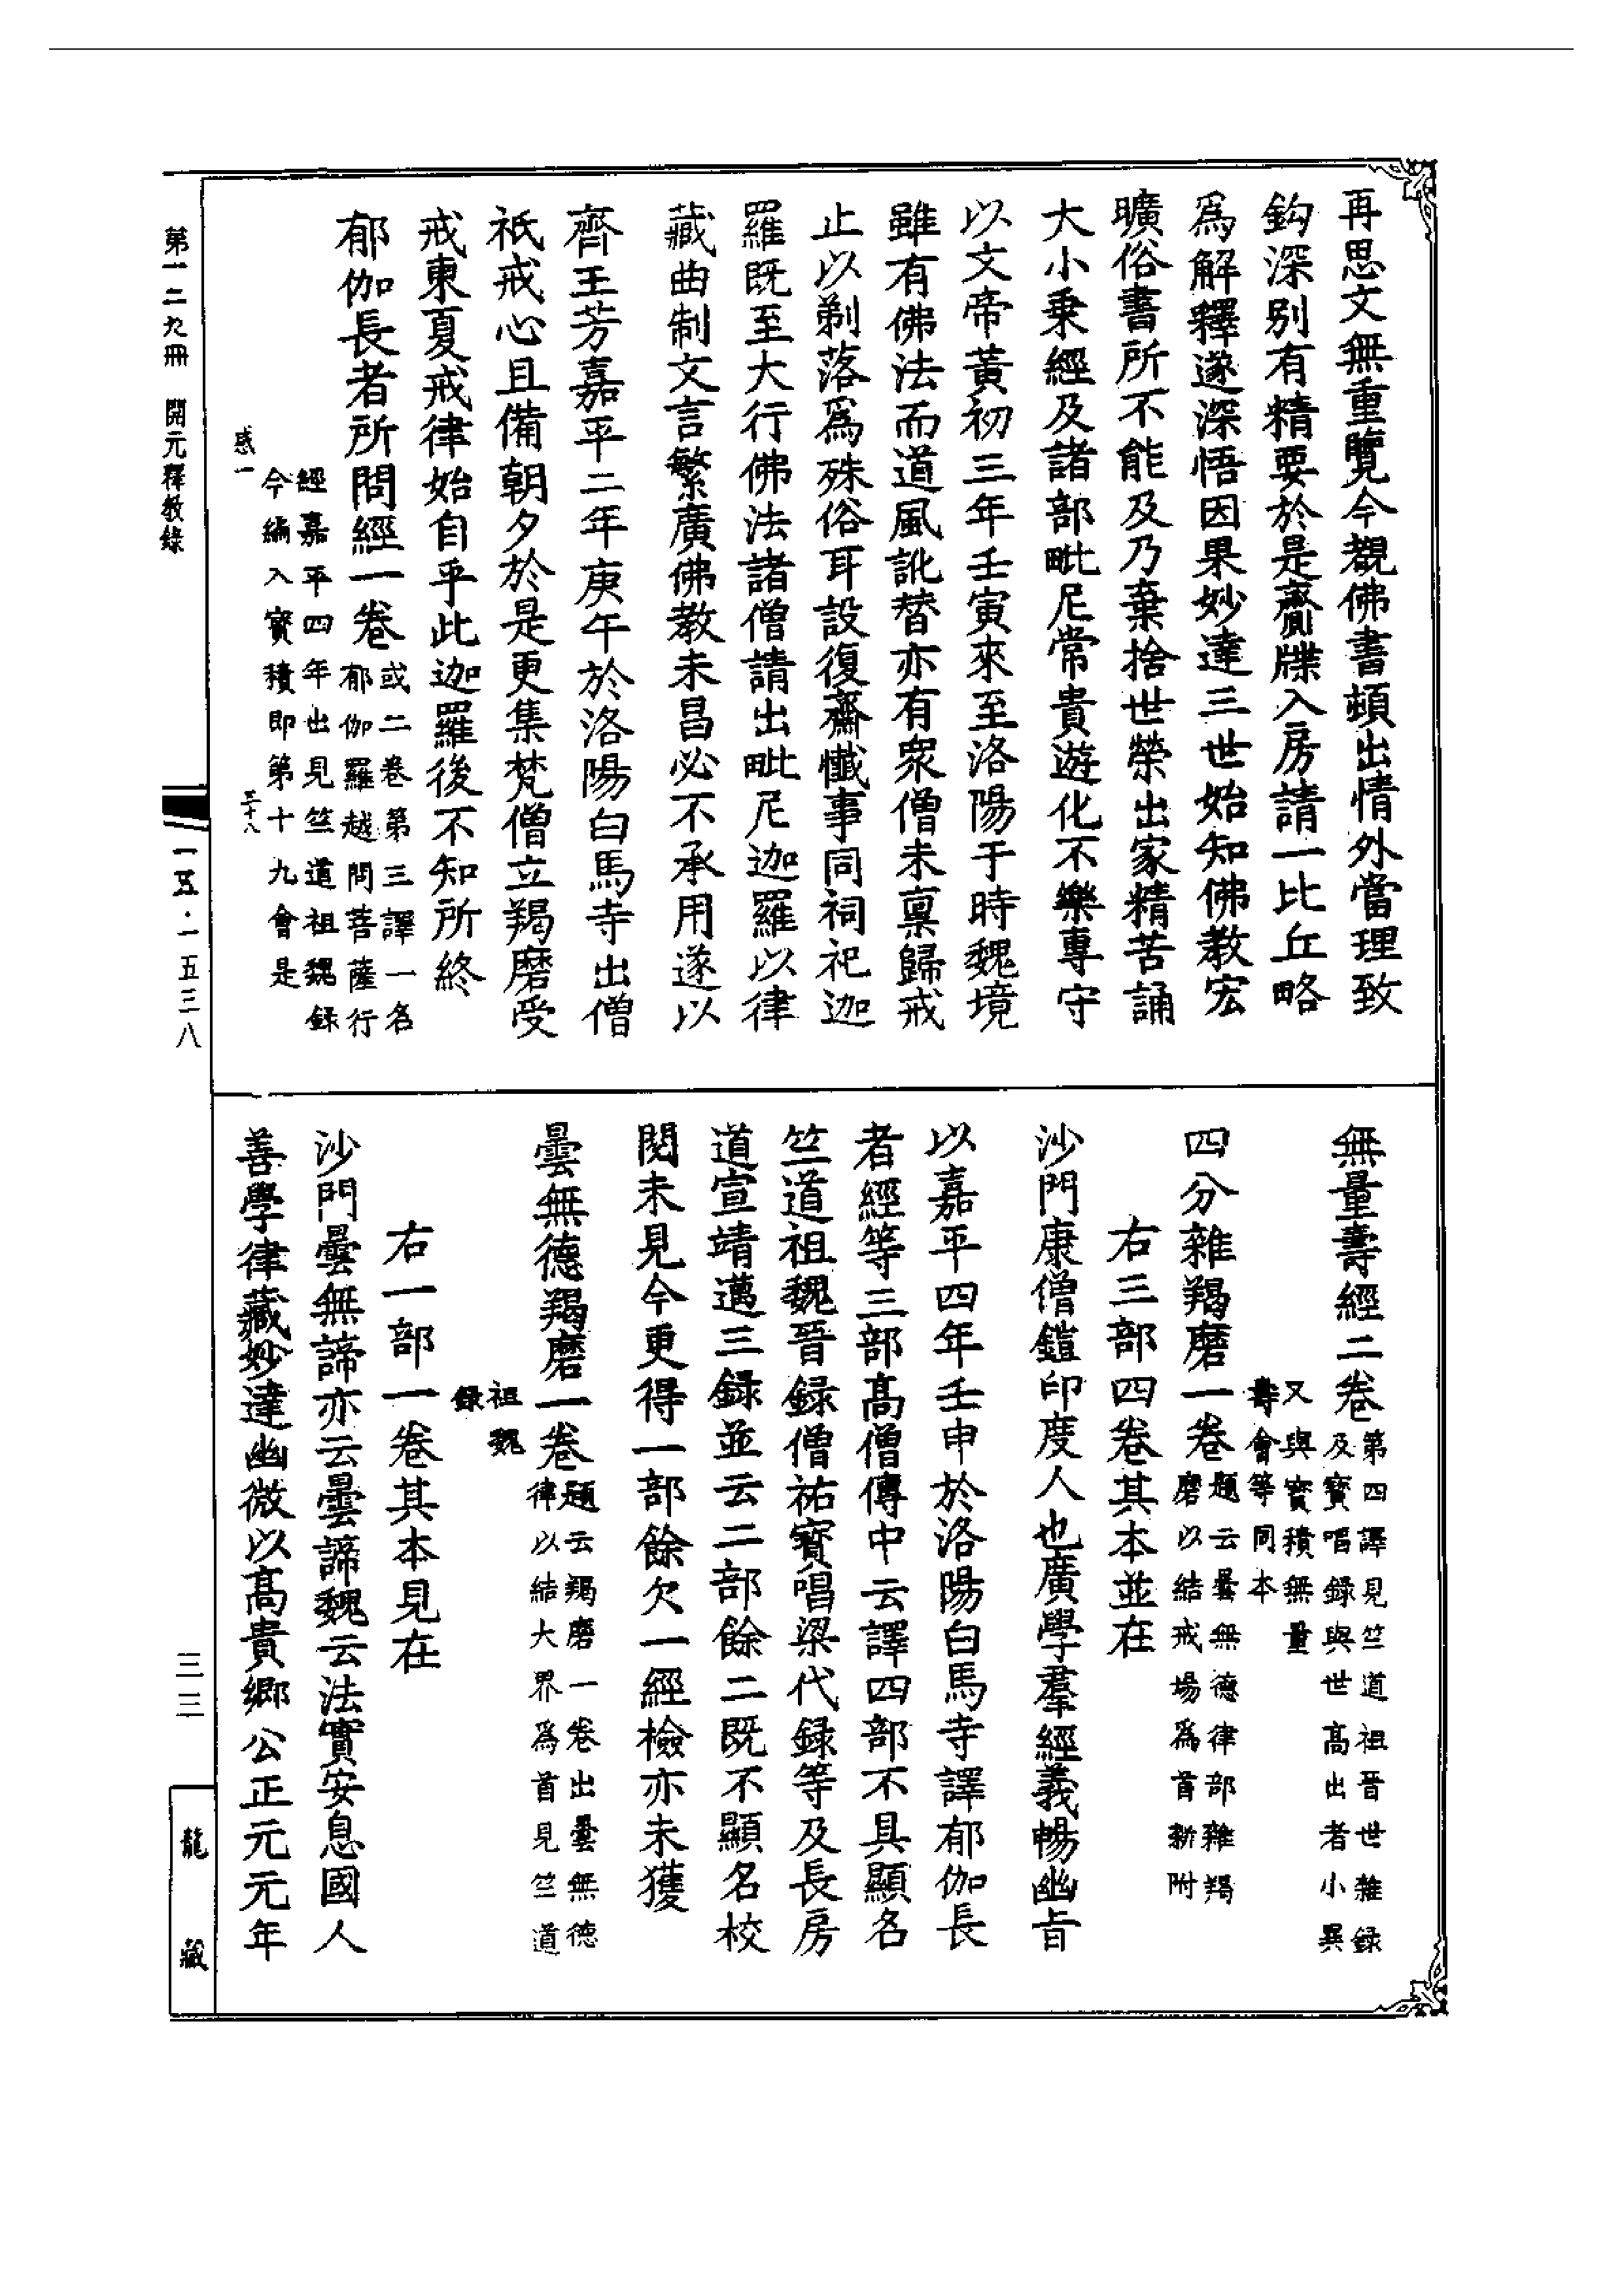 再思文無重覽今覩佛書頓出情外當理致
鈎深别有精要於是齎牒入房請一比丘略
爲解釋遂深悟因果妙達三世始知佛教宏
曠俗書所不能及乃棄捨世榮出家精苦誦
大小乗經及諸部毗尼常貴遊化不樂專守
以文帝黃初三年壬寅來至洛陽于時魏境
雖有佛法而道風訛替亦有衆僧未禀歸戒
止以剃落爲殊俗耳設復齋懺事同祠祀迦
羅既至大行佛法諸僧請出毗尼迦羅以律
藏曲制文言繁廣佛教未昌必不承用遂以
齊王芳嘉平二年庚午於洛陽白馬寺出僧
祇戒心且備朝夕於是更集梵僧立羯磨受
戒東夏戒律始自乎此迦羅後不知所終
郁伽長者所問經一卷或二卷第三譯一名
郁伽羅越問菩薩行
經嘉平四年出見竺道祖魏録
今編入寶積即第十九會是
感一 三十八
無量壽經二卷第四譯見竺道祖晉世雜録
及寶唱録與世高出者小異
又與寶積無量
壽會等同本
四分雜羯磨一卷題云曇無德律部雜羯
磨以結戒場爲首新附
右三部四卷其本並在
沙門康僧鎧印度人也廣學羣經義暢幽旨
以嘉平四年壬申於洛陽白馬寺譯郁伽長
者經等三部高僧傳中云譯四部不具顯名
竺道祖魏晉録僧祐寶唱梁代録等及長房
道宣靖邁三録並云二部餘二既不顯名校
閱未見今更得一部餘欠一經檢亦未獲
曇無德羯磨一卷題云羯磨一卷出曇無德
律以結大界爲首見竺道
祖魏
録
右一部一卷其本見在
沙門曇無諦亦云曇諦魏云法實安息國人
善學律藏妙達幽微以高貴郷公正元元年
第一二九冊 開元釋教錄
一五·一五三八
三三
龍藏